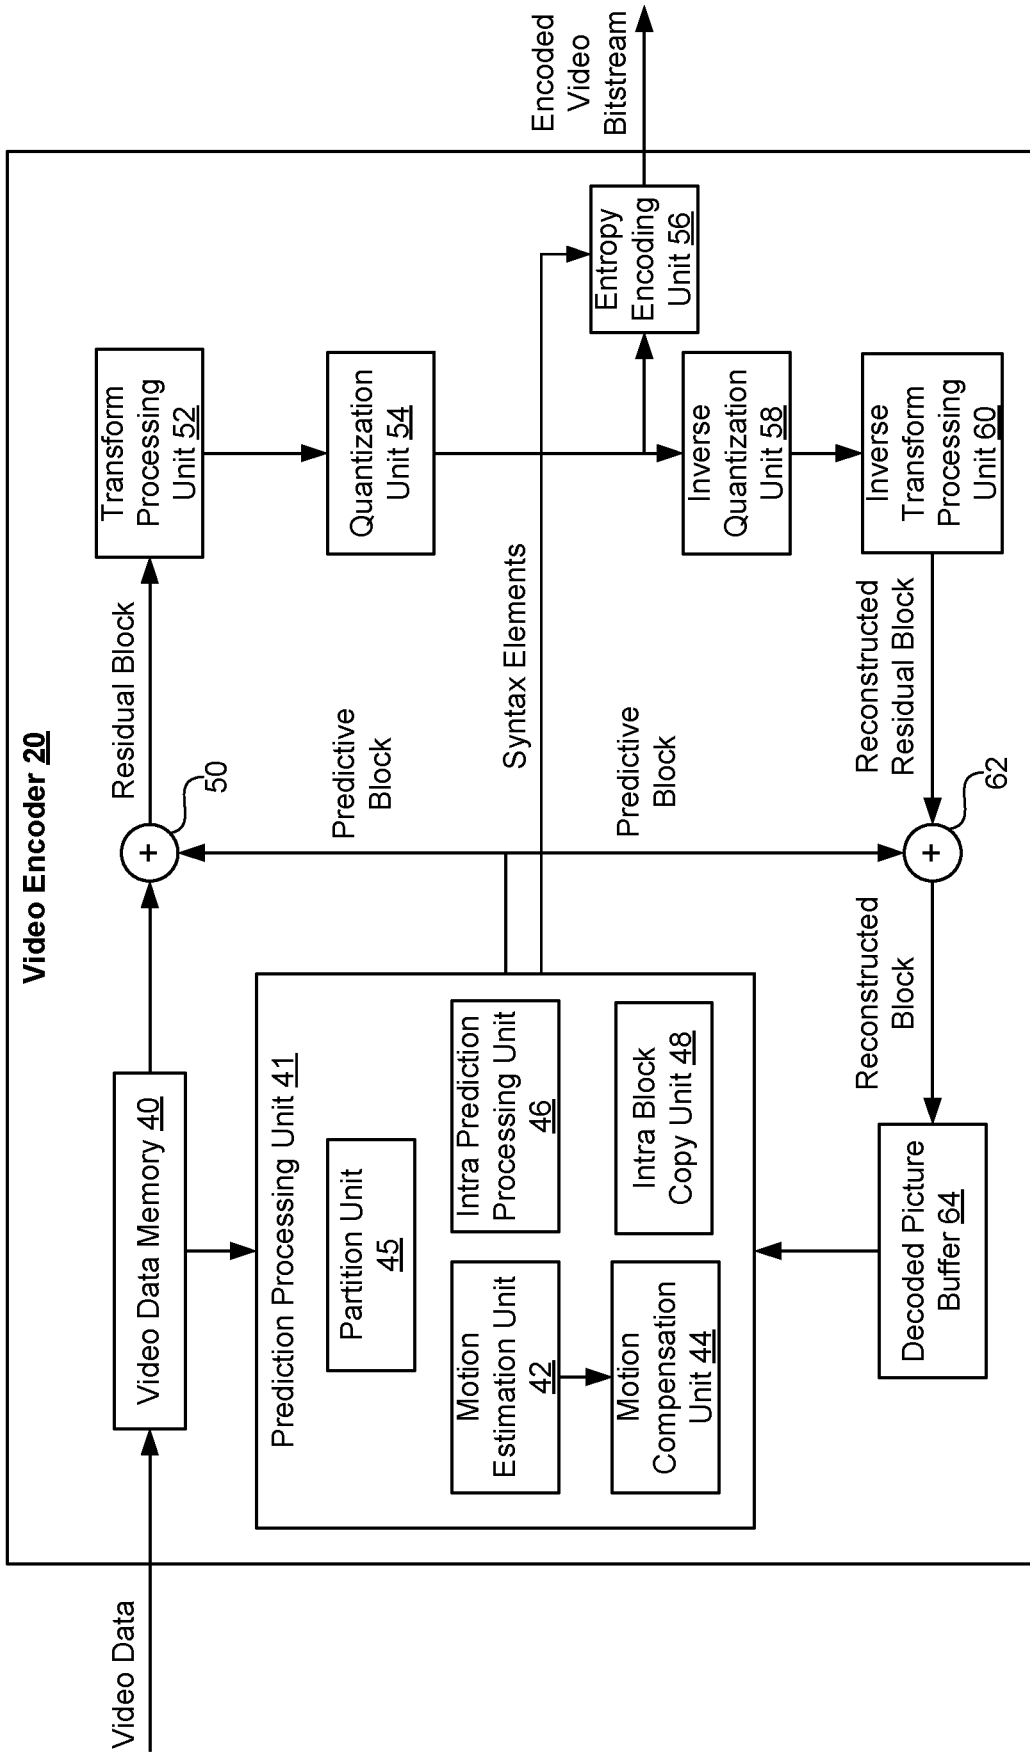 Video Encoder 20
Video Data
Video Data Memory 40
+
50
Residual Block
Transform
Processing
Unit 52
Prediction Processing Unit 41
Partition Unit
45
Motion
Estimation Unit
42
Intra Prediction
Processing Unit
46
Motion
Compensation
Unit 44
Intra Block
Copy Unit 48
Predictive
Block
Quantization
Unit 54
Syntax Elements
Entropy
Encoding
Unit 56
Encoded
Video
Bitstream
Predictive
Block
Inverse
Quantization
Unit 58
Decoded Picture
Buffer 64
Reconstructed
Block
+
62
Reconstructed
Residual Block
Inverse
Transform
Processing
Unit 60